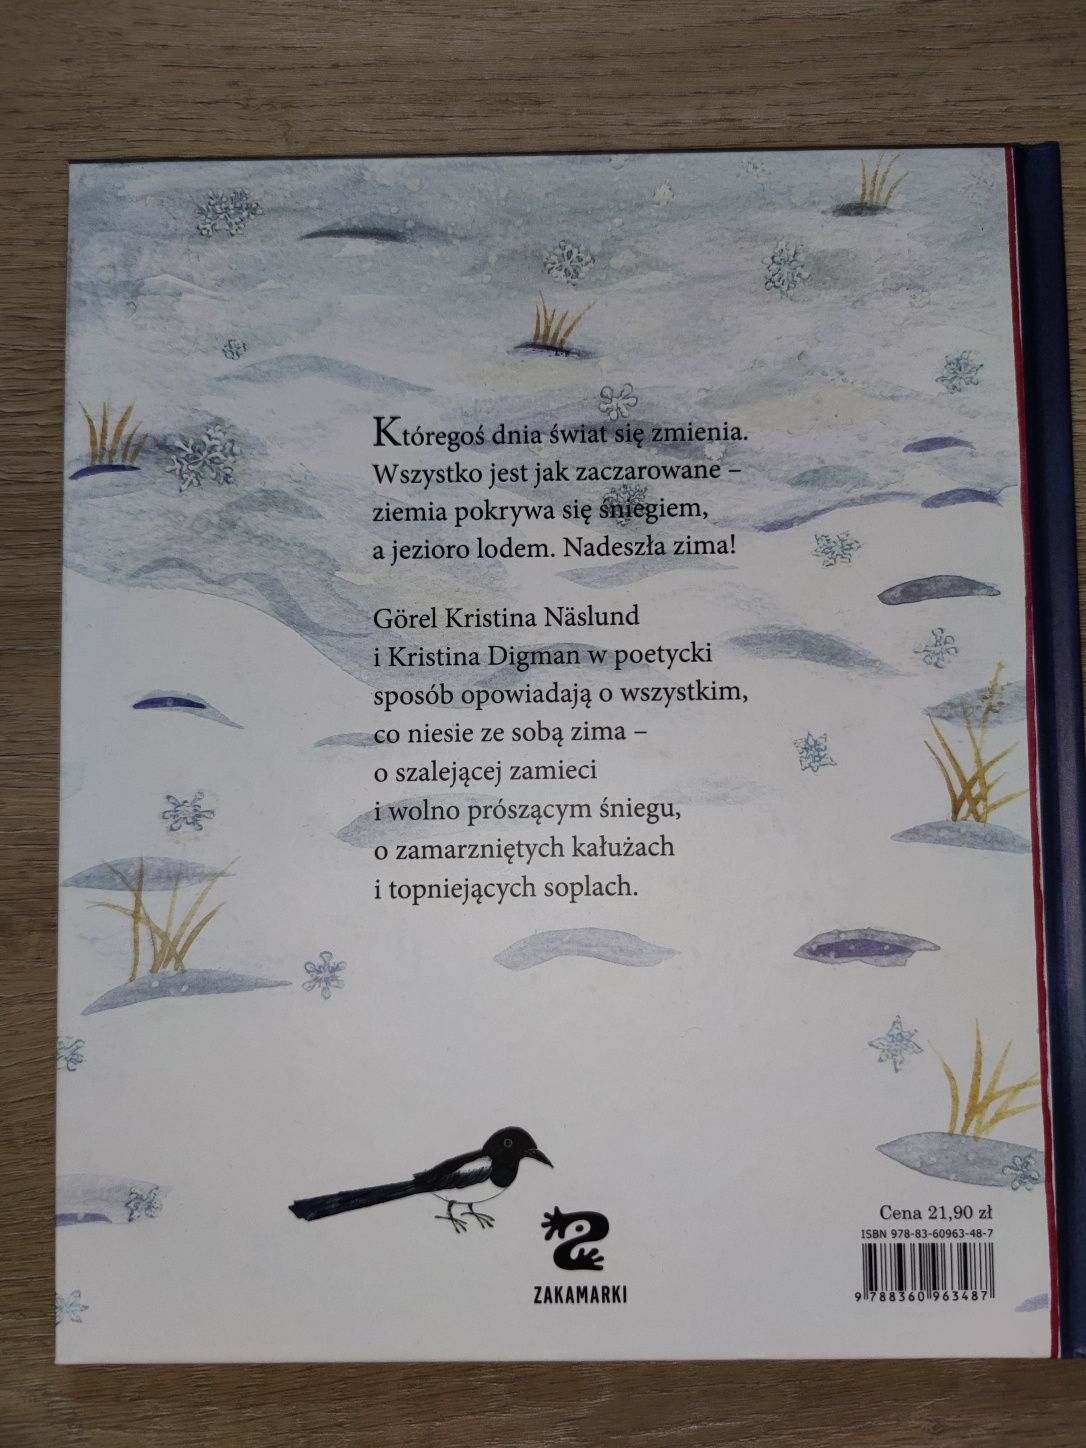 Któregoś dnia świat się zmienia.
Wszystko jest jak zaczarowane –
ziemia pokrywa się śniegiem,
a jezioro lodem. Nadeszła zima!
Görel Kristina Näslund
i Kristina Digman w poetycki
sposób opowiadają o wszystkim,
co niesie ze sobą zima –
o szalejącej zamieci
i wolno prószącym śniegu,
o zamarzniętych kałużach
i topniejących soplach.
ZAKAMARKI
Cena 21,90 zł
ISBN 978-83-60963-48-7
9 788360 963487